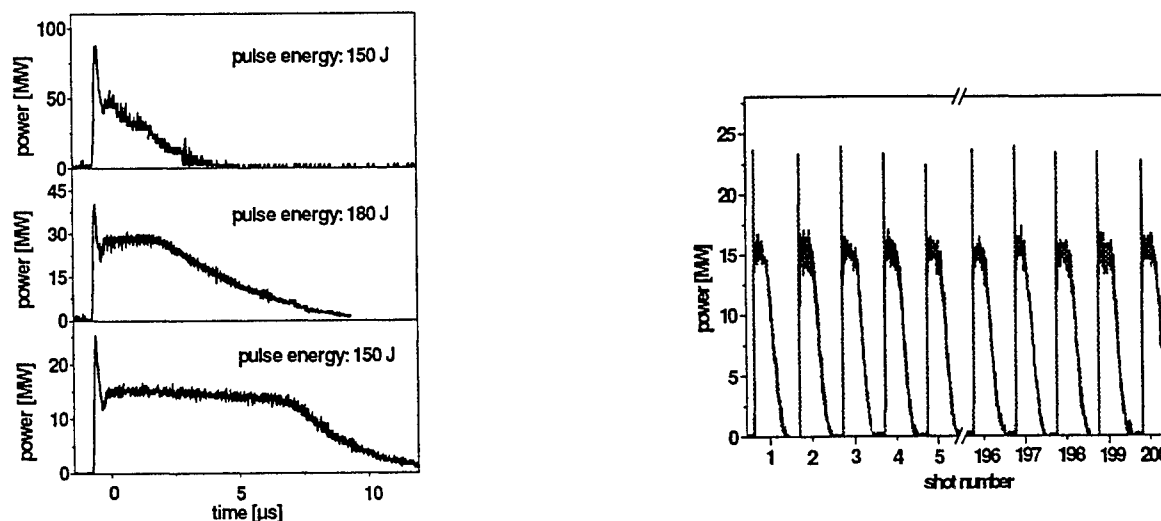 100
50
0
power [MW]
pulse energy: 150 J
45
30
15
0
power [MW]
pulse energy: 180 J
20
10
0
power [MW]
pulse energy: 150 J
0 5 10
time [µs]
25
20
15
10
5
0
power [MW]
1 2 3 4 5 196 197 198 199 200
shot number